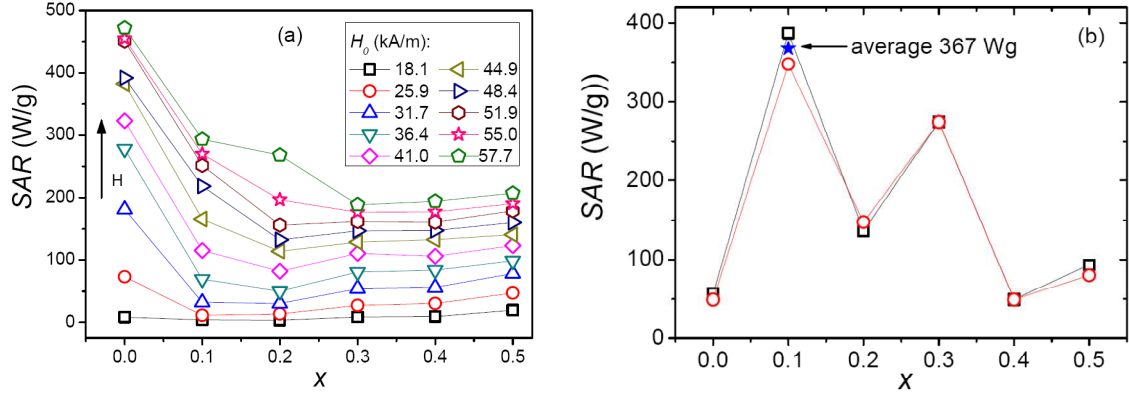 (a)
H₀ (kA/m):
18.1 44.9
25.9 48.4
31.7 51.9
36.4 55.0
41.0 57.7
H
500
400
300
200
100
0
SAR (W/g)
0.0 0.1 0.2 0.3 0.4 0.5
x
(b)
average 367 Wg
400
300
200
100
0
SAR (W/g))
0.0 0.1 0.2 0.3 0.4 0.5
x